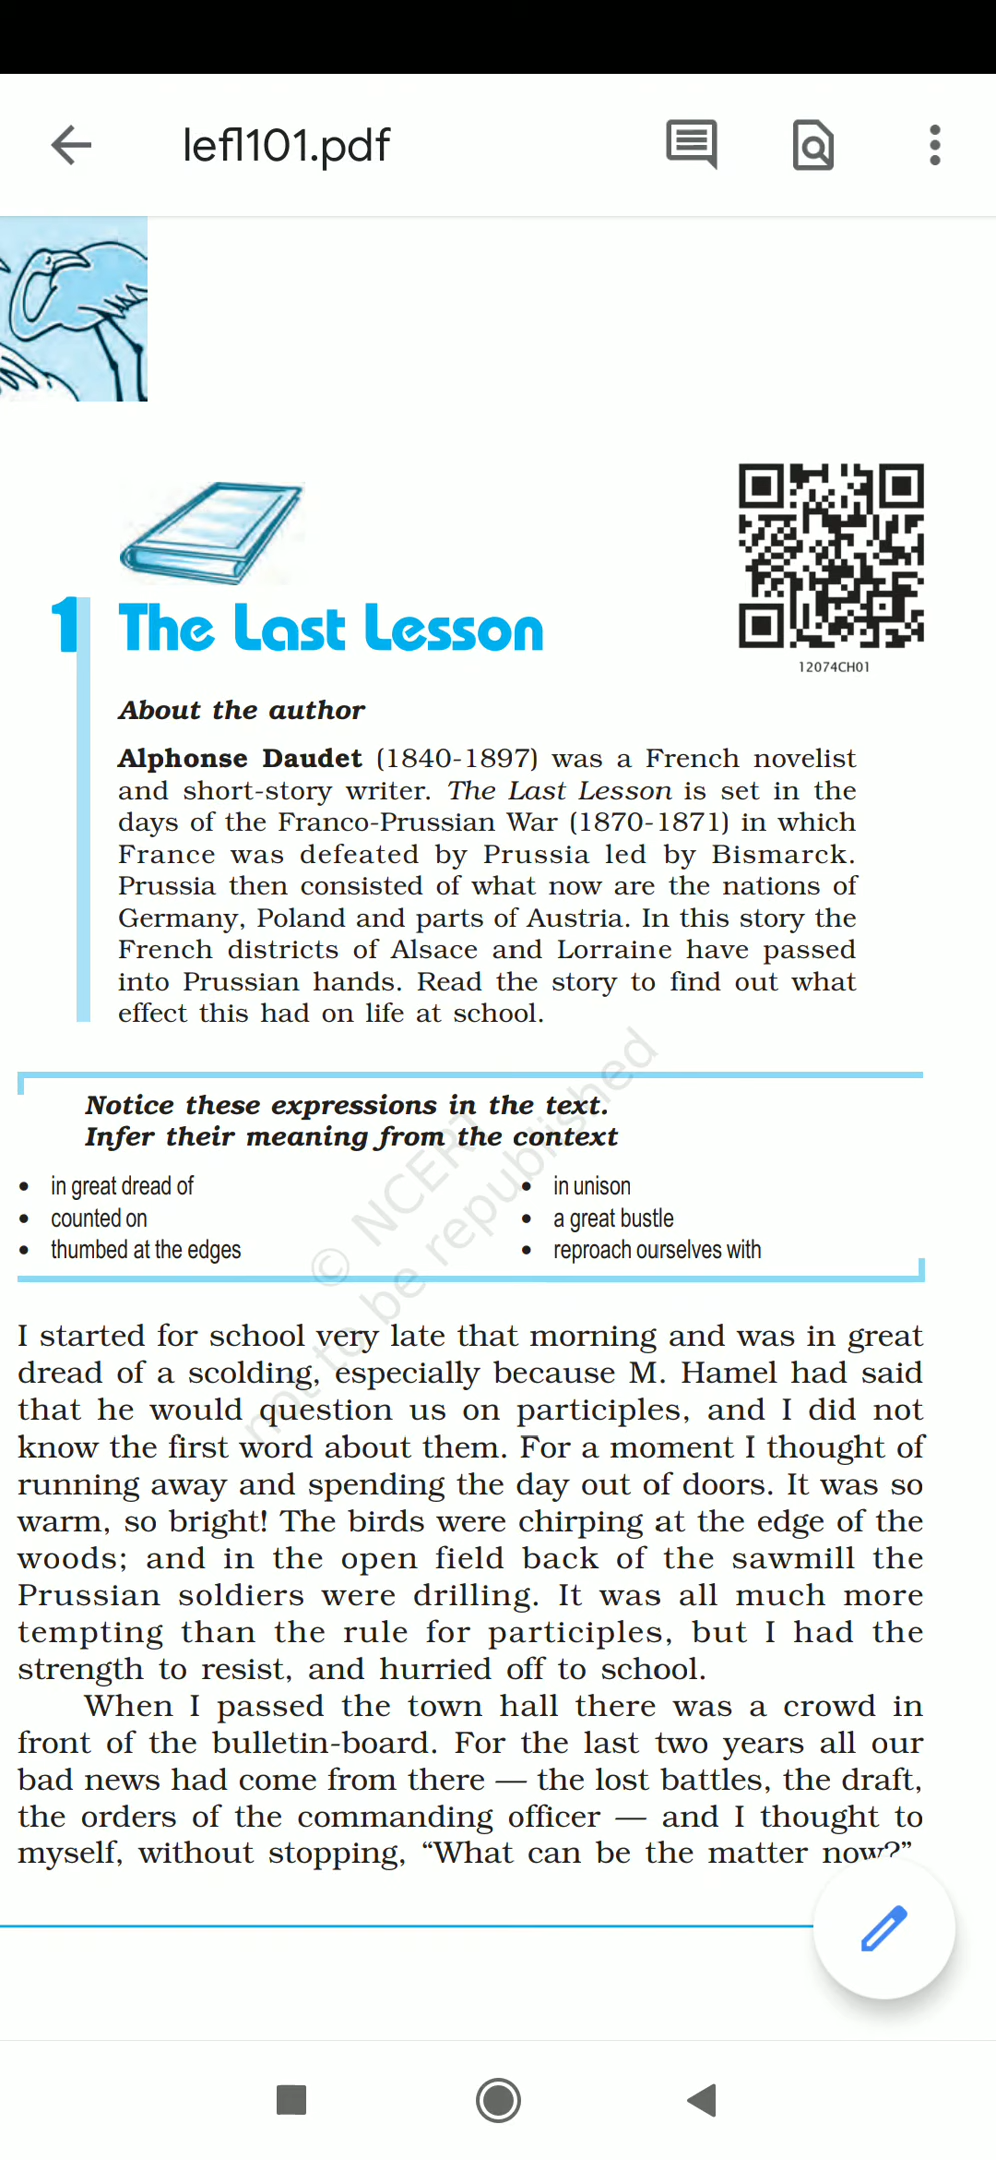 lefl101.pdf
12074CH01
1 The Last Lesson
About the author
Alphonse Daudet (1840-1897) was a French novelist
and short-story writer. The Last Lesson is set in the
days of the Franco-Prussian War (1870-1871) in which
France was defeated by Prussia led by Bismarck.
Prussia then consisted of what now are the nations of
Germany, Poland and parts of Austria. In this story the
French districts of Alsace and Lorraine have passed
into Prussian hands. Read the story to find out what
effect this had on life at school.
Notice these expressions in the text.
Infer their meaning from the context
• in great dread of
• counted on
• thumbed at the edges
• in unison
• a great bustle
• reproach ourselves with
© NCERT
not to be republished
I started for school very late that morning and was in great
dread of a scolding, especially because M. Hamel had said
that he would question us on participles, and I did not
know the first word about them. For a moment I thought of
running away and spending the day out of doors. It was so
warm, so bright! The birds were chirping at the edge of the
woods; and in the open field back of the sawmill the
Prussian soldiers were drilling. It was all much more
tempting than the rule for participles, but I had the
strength to resist, and hurried off to school.
When I passed the town hall there was a crowd in
front of the bulletin-board. For the last two years all our
bad news had come from there — the lost battles, the draft,
the orders of the commanding officer — and I thought to
myself, without stopping, “What can be the matter now?”